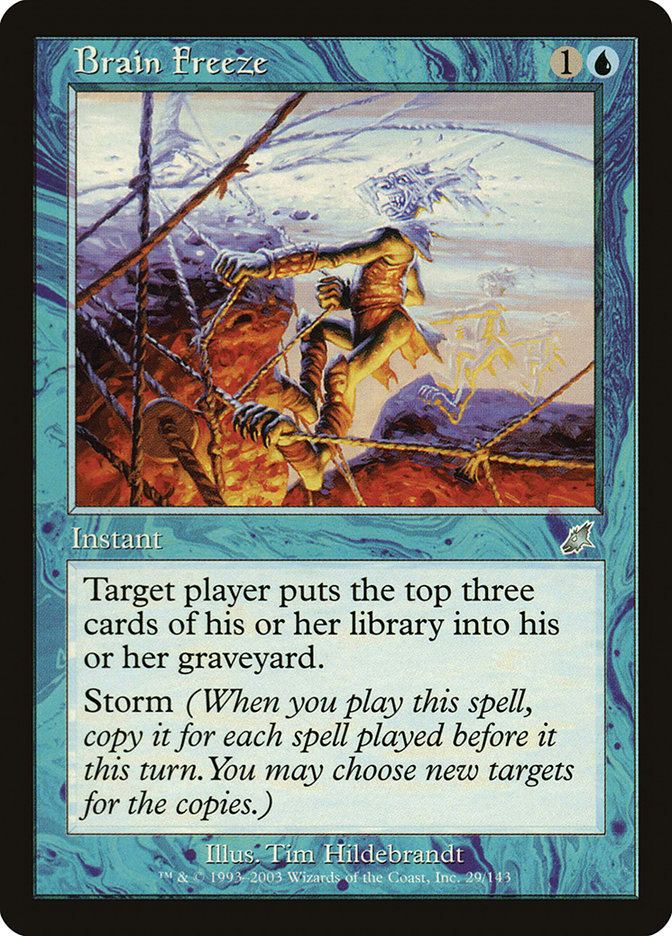 Brain Freeze
1
Instant
Target player puts the top three
cards of his or her library into his
or her graveyard.
Storm (When you play this spell,
copy it for each spell played before it
this turn. You may choose new targets
for the copies.)
Illus. Tim Hildebrandt
™ & © 1993-2003 Wizards of the Coast, Inc. 29/143